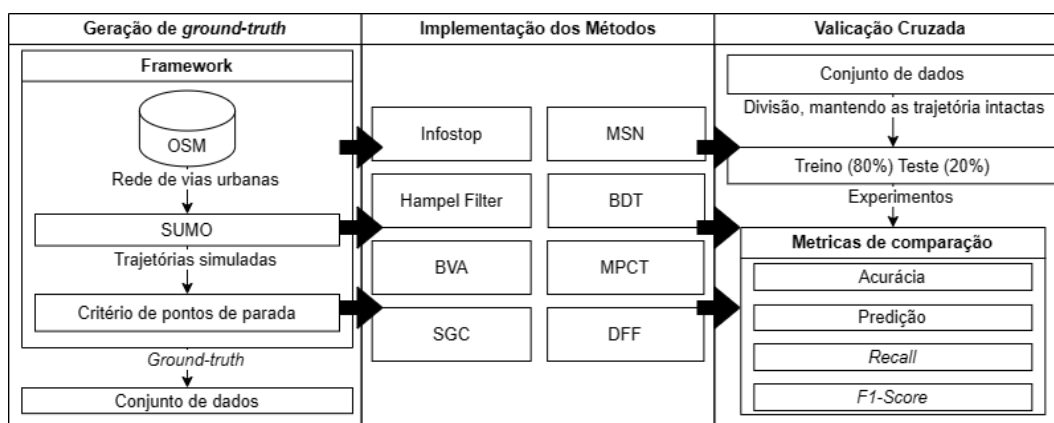 Geração de ground-truth
Framework
OSM
Rede de vias urbanas
SUMO
Trajetórias simuladas
Critério de pontos de parada
Ground-truth
Conjunto de dados
Implementação dos Métodos
Infostop
MSN
Hampel Filter
BDT
BVA
MPCT
SGC
DFF
Valicação Cruzada
Conjunto de dados
Divisão, mantendo as trajetória intactas
Treino (80%) Teste (20%)
Experimentos
Metricas de comparação
Acurácia
Predição
Recall
F1-Score